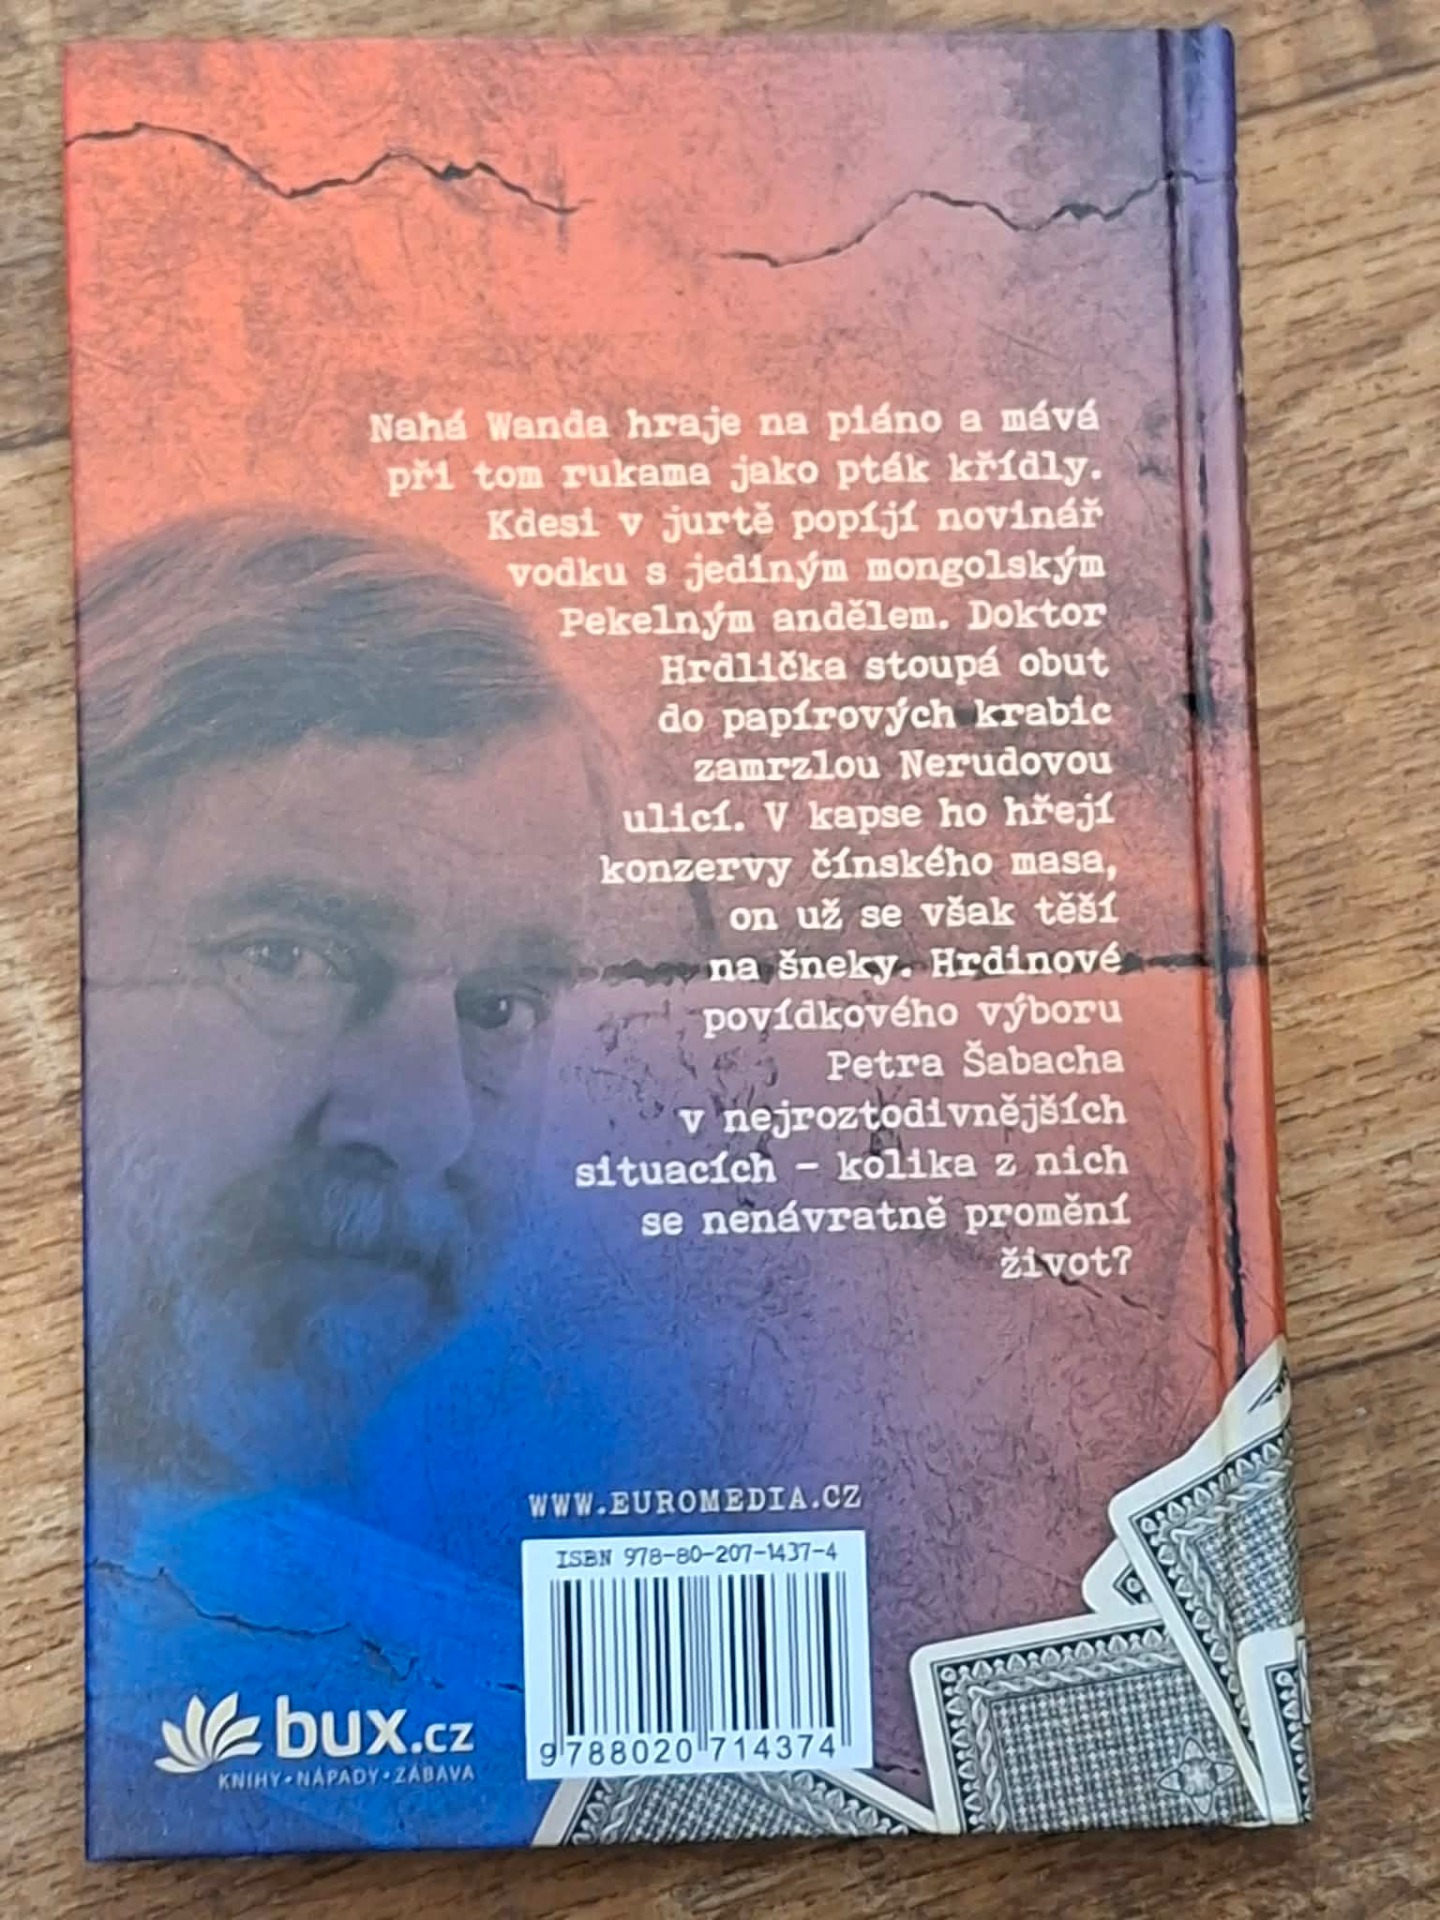 Nahá Wanda hraje na piáno a mává
při tom rukama jako pták křídly.
Kdesi v jurtě popíjí novinář
vodku s jediným mongolským
Pekelným andělem. Doktor
Hrdlička stoupá obut
do papírových krabic
zamrzlou Nerudovou
ulicí. V kapse ho hřejí
konzervy čínského masa,
on už se však těší
na šneky. Hrdinové
povídkového výboru
Petra Šabacha
v nejroztodivnějších
situacích – kolika z nich
se nenávratně promění
život?
WWW.EUROMEDIA.CZ
ISBN 978-80-207-1437-4
9 788020 714374
bux.cz
KNIHY • NÁPADY • ZÁBAVA